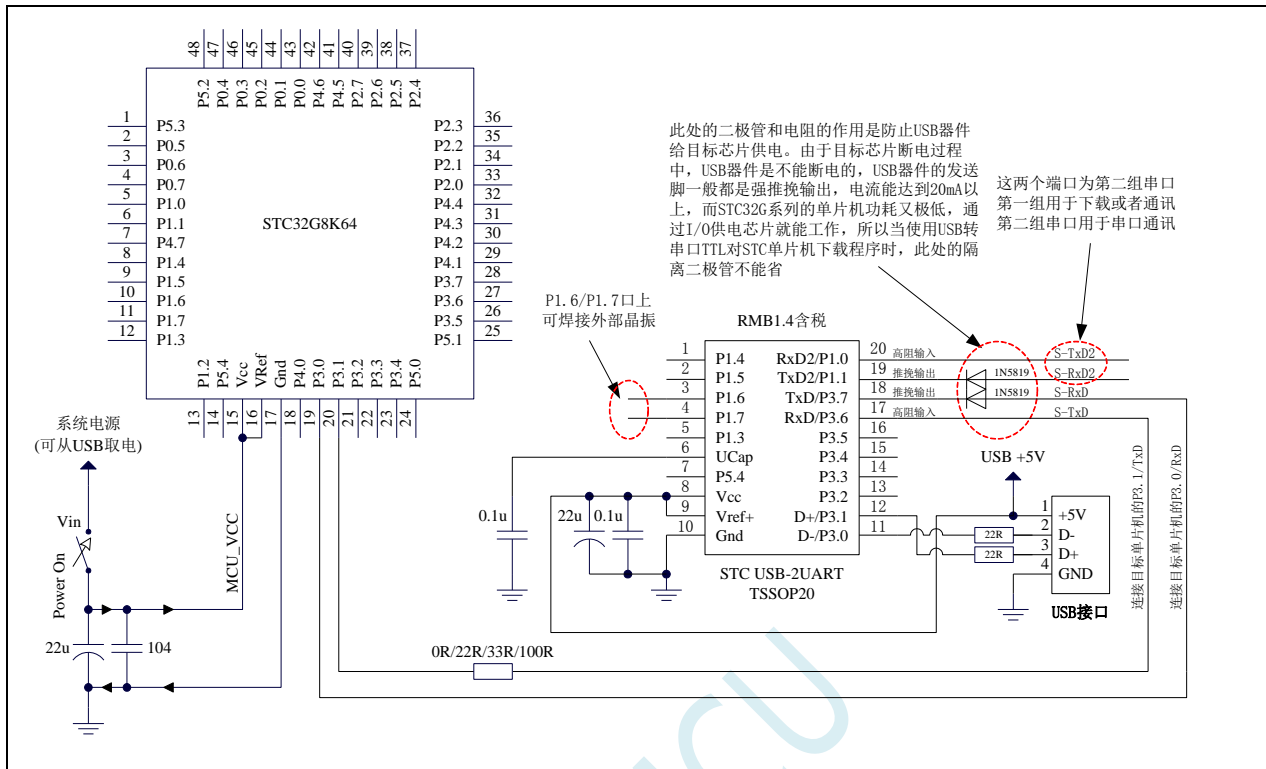 48
47
46
45
44
43
42
41
40
39
38
37
P5.2
P0.4
P0.3
P0.2
P0.1
P0.0
P4.6
P4.5
P2.7
P2.6
P2.5
P2.4
1 P5.3
2 P0.5
3 P0.6
4 P0.7
5 P1.0
6 P1.1
7 P4.7
8 P1.4
9 P1.5
10 P1.6
11 P1.7
12 P1.3
STC32G8K64
P2.3 36
P2.2 35
P2.1 34
P2.0 33
P4.4 32
P4.3 31
P4.2 30
P4.1 29
P3.7 28
P3.6 27
P3.5 26
P5.1 25
P1.2
P5.4
Vcc
VRef
Gnd
P4.0
P3.0
P3.1
P3.2
P3.3
P3.4
P5.0
13
14
15
16
17
18
19
20
21
22
23
24
此处的二极管和电阻的作用是防止USB器件
给目标芯片供电。由于目标芯片断电过程
中，USB器件是不能断电的，USB器件的发送
脚一般都是强推挽输出，电流能达到20mA以
上，而STC32G系列的单片机功耗又极低，通
过I/O供电芯片就能工作，所以当使用USB转
串口TTL对STC单片机下载程序时，此处的隔
离二极管不能省
这两个端口为第二组串口
第一组用于下载或者通讯
第二组串口用于串口通讯
P1.6/P1.7口上
可焊接外部晶振
RMB1.4含税
1 P1.4
2 P1.5
3 P1.6
4 P1.7
5 P1.3
6 UCap
7 P5.4
8 Vcc
9 Vref+
10 Gnd
RxD2/P1.0 20 高阻输入 S-TxD2
TxD2/P1.1 19 推挽输出 1N5819 S-RxD2
TxD/P3.7 18 推挽输出 1N5819 S-RxD
RxD/P3.6 17 高阻输入 S-TxD
P3.5 16
P3.4 15
P3.3 14
P3.2 13
D+/P3.1 12
D-/P3.0 11
STC USB-2UART
TSSOP20
系统电源
(可从USB取电)
Vin
Power On
MCU_VCC
22u
104
0.1u
22u
0.1u
0R/22R/33R/100R
USB +5V
22R
22R
1 +5V
2 D-
3 D+
4 GND
USB接口
连接目标单片机的P3.1/TxD
连接目标单片机的P3.0/RxD
MCU